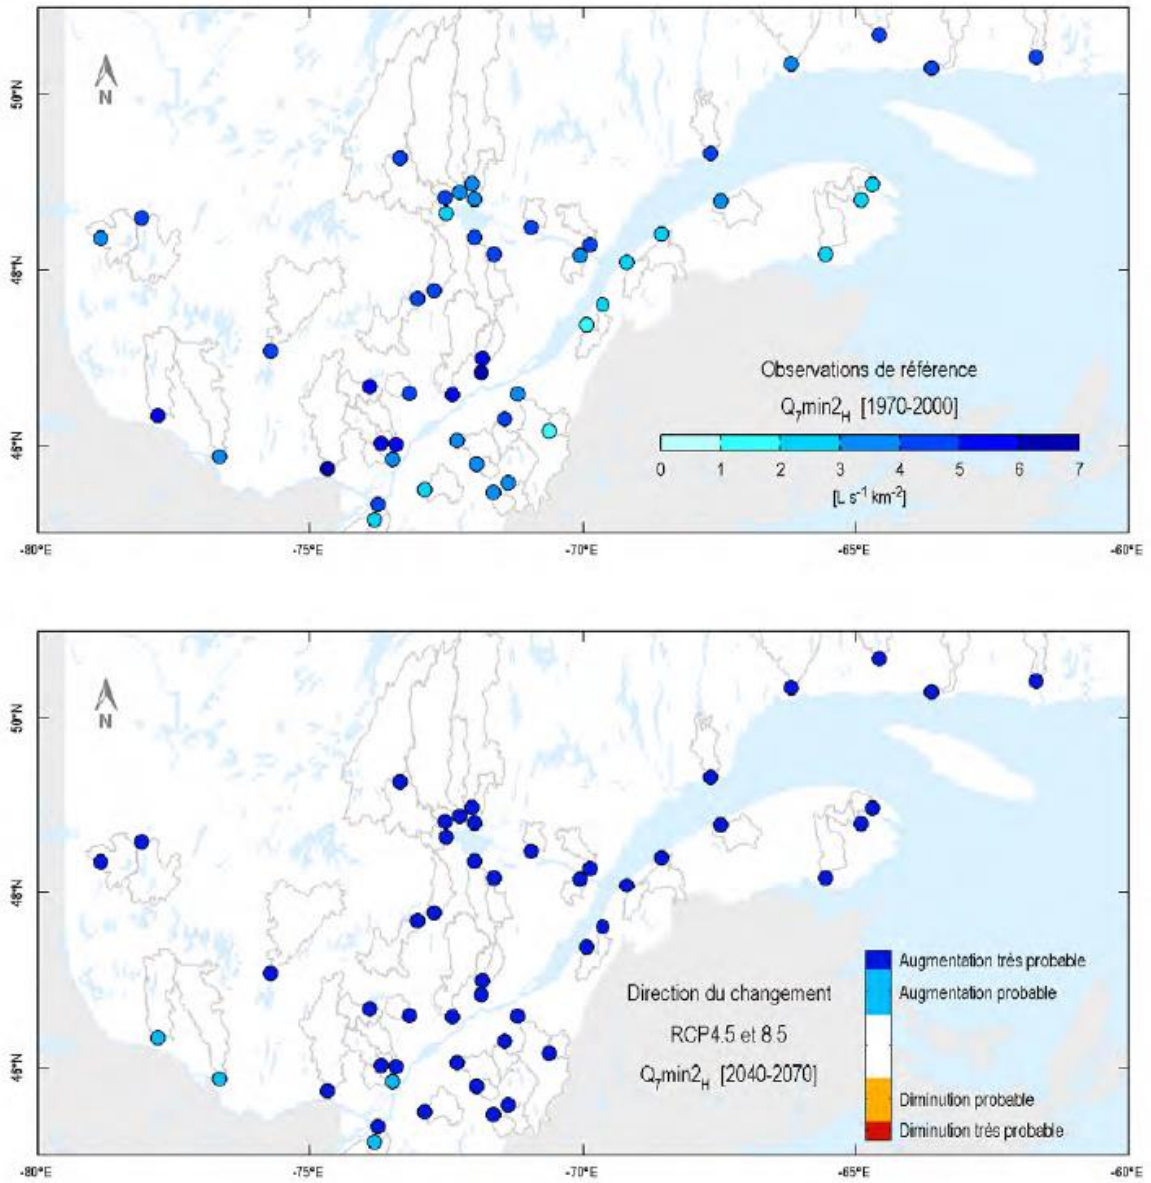 N
50°N
48°N
46°N
Observations de référence
Q₇min2_H [1970-2000]
0 1 2 3 4 5 6 7
[L s⁻¹ km⁻²]
-80°E -75°E -70°E -65°E -60°E
N
50°N
48°N
46°N
Direction du changement
RCP4.5 et 8 5
Q₇min2_H [2040-2070]
Augmentation très probable
Augmentation probable
Diminution probable
Diminution très probable
-80°E -75°E -70°E -65°E -60°E